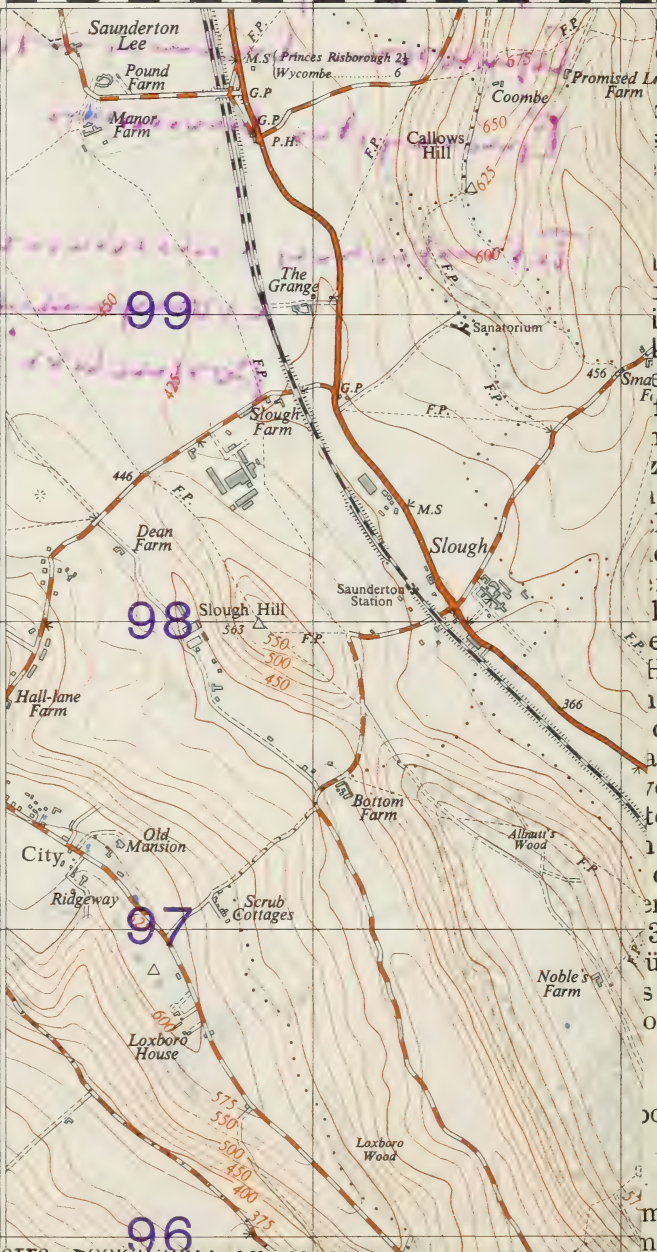 Saunderton
Lee
F.P.
M.S (Princes Risborough 2½
Wycombe.......... 6
675
F.P.
Pound
Farm
Coombe
Promised L
Farm
G.P
Manor
Farm
G.P
P.H.
F.P.
650
Callows
Hill
625
600
F.P.
The
Grange
450
99
Sanatorium
425
F.P.
G.P
F.P.
F.P.
456
Sma
F
Slough
Farm
446
F.P.
M.S
Dean
Farm
Slough
Saunderton
Station
98
Slough Hill
563
F.P.
550
500
450
F.P.
Hall-lane
Farm
366
Bottom
Farm
Old
Mansion
City
Allnutt's
Wood
F.P.
Ridgeway
Scrub
Cottages
97
F.P.
Noble's
Farm
600
Loxboro
House
575
550
500
450
400
375
Loxboro
Wood
96